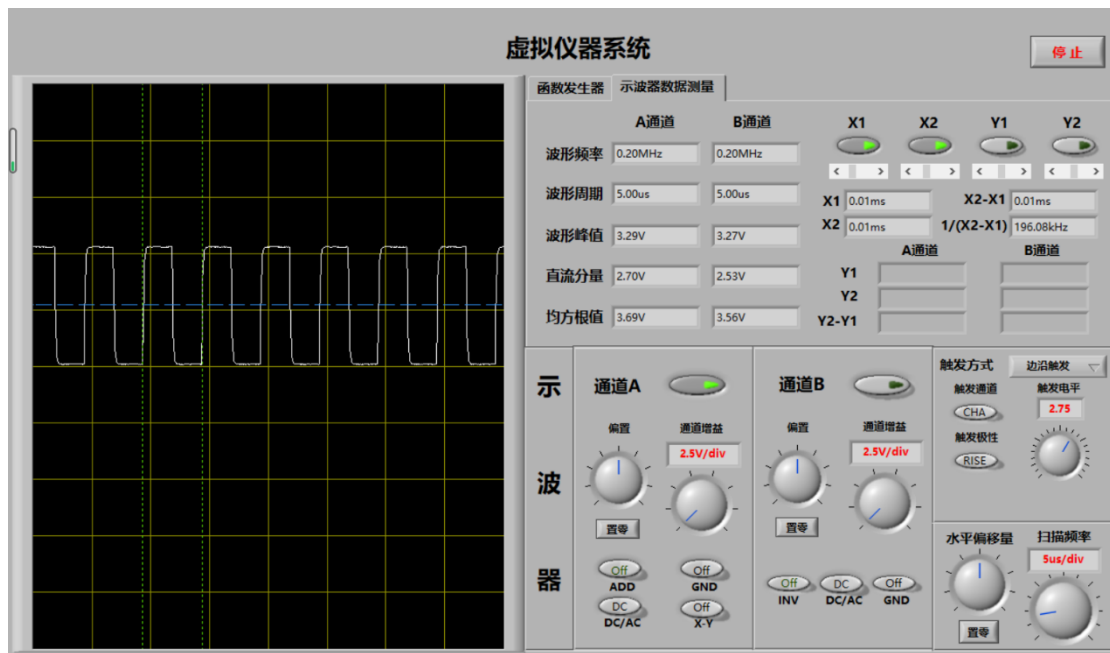 虚拟仪器系统
停止
函数发生器 示波器数据测量
A通道 B通道 X1 X2 Y1 Y2
波形频率 0.20MHz 0.20MHz
波形周期 5.00us 5.00us
X1 0.01ms X2-X1 0.01ms
X2 0.01ms 1/(X2-X1) 196.08kHz
波形峰值 3.29V 3.27V
A通道 B通道
直流分量 2.70V 2.53V
Y1
Y2
均方根值 3.69V 3.56V
Y2-Y1
示波器
通道A
偏置 通道增益
2.5V/div
置零
Off Off
ADD GND
DC Off
DC/AC X-Y
通道B
偏置 通道增益
2.5V/div
置零
Off DC Off
INV DC/AC GND
触发方式 边沿触发
触发通道 触发电平
CHA 2.75
触发极性
RISE
水平偏移量 扫描频率
5us/div
置零